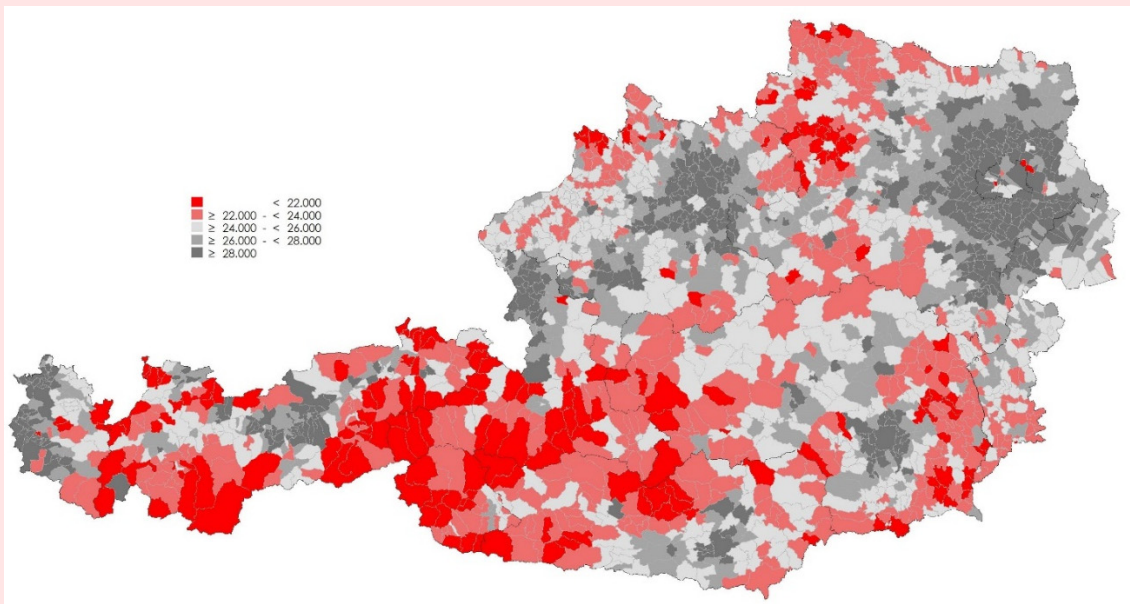 < 22.000
≥ 22.000 - < 24.000
≥ 24.000 - < 26.000
≥ 26.000 - < 28.000
≥ 28.000